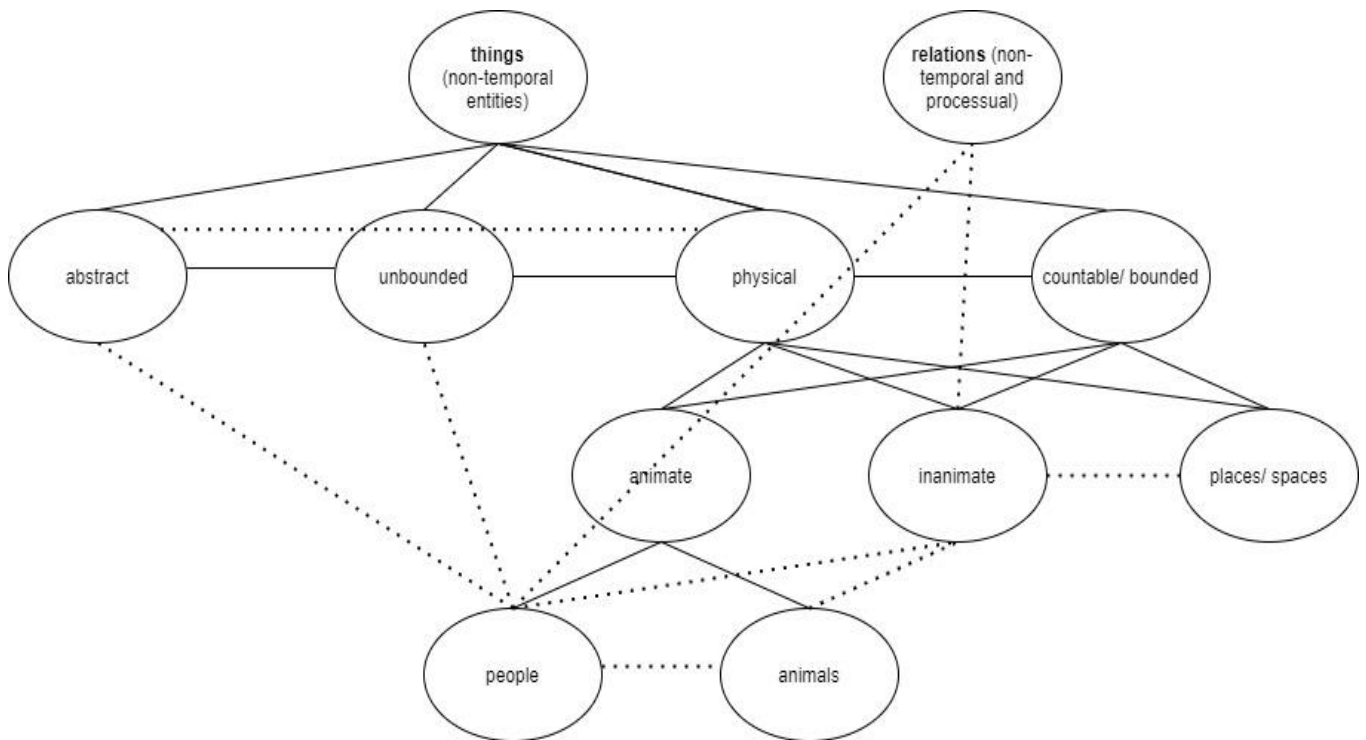 things
(non-temporal
entities)
relations (non-
temporal and
processual)
abstract
unbounded
physical
countable/ bounded
animate
inanimate
places/ spaces
people
animals